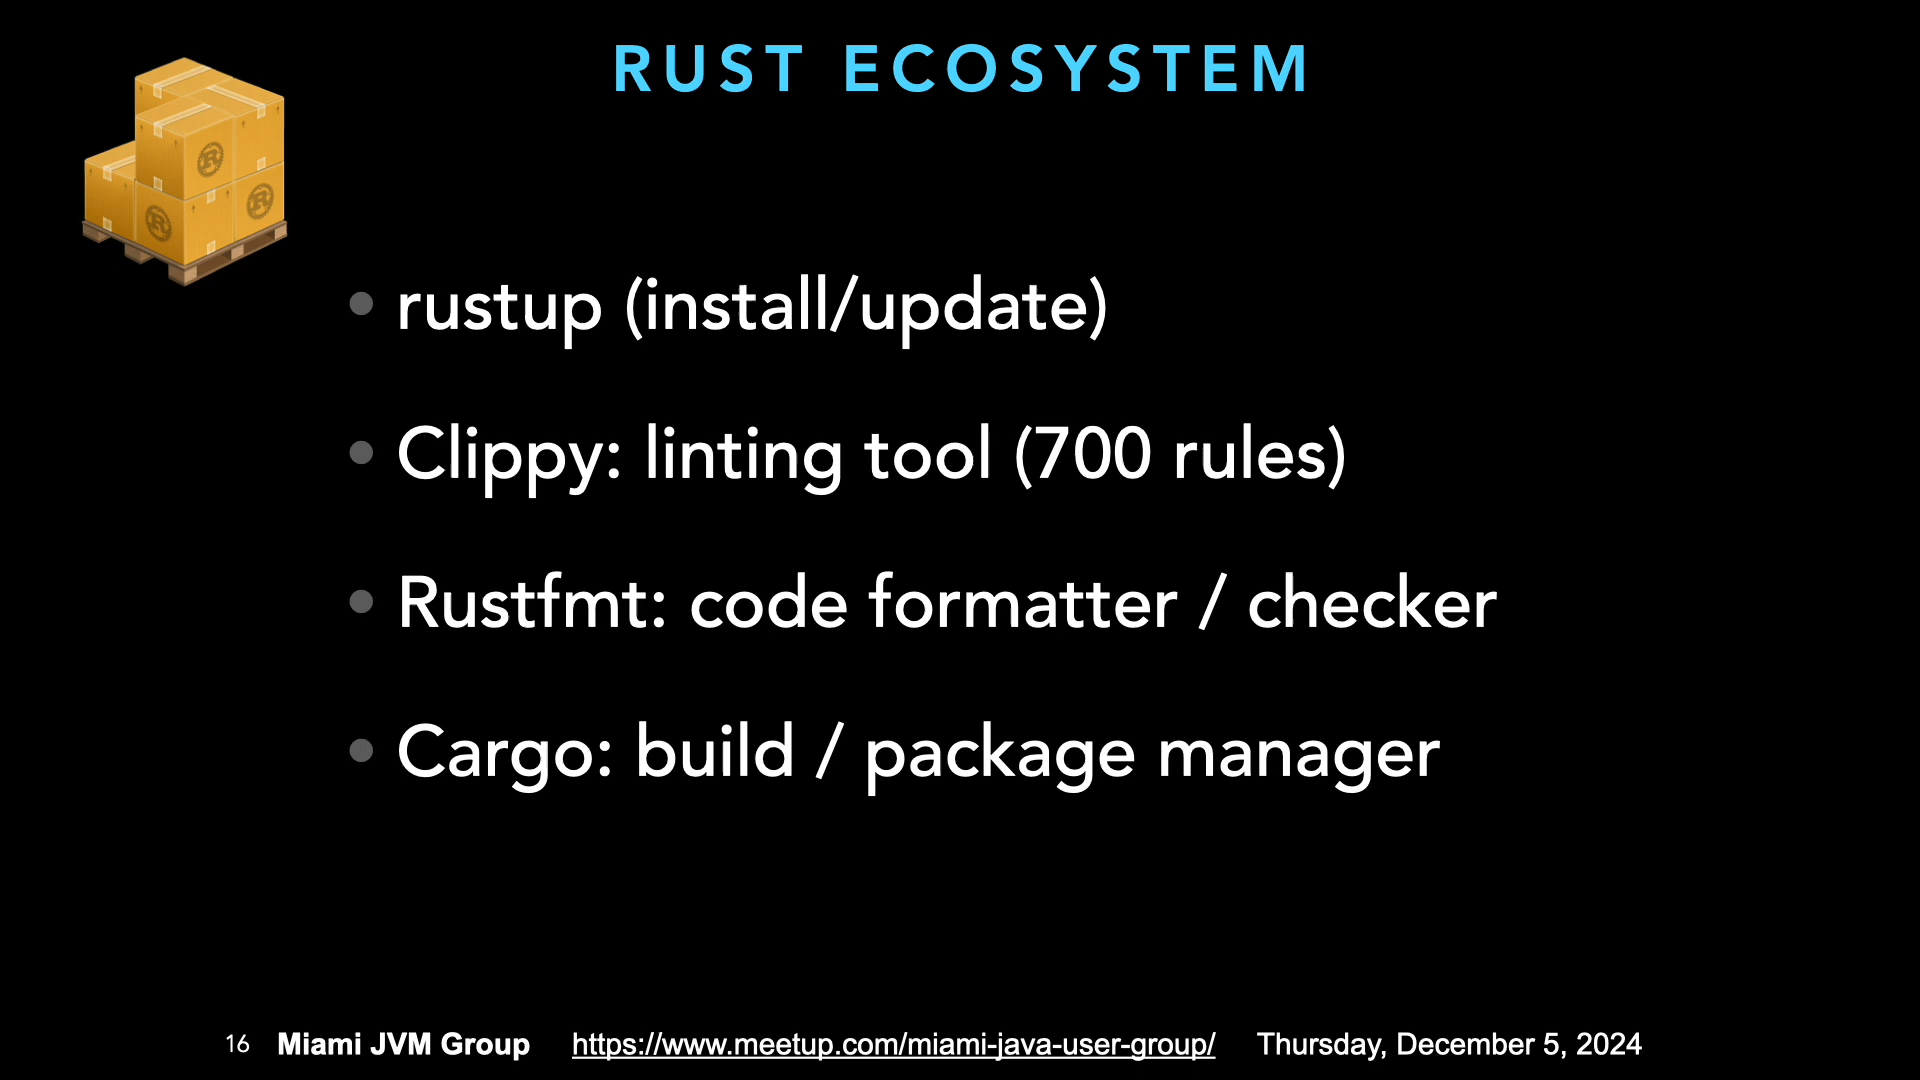 RUST ECOSYSTEM
• rustup (install/update)
• Clippy: linting tool (700 rules)
• Rustfmt: code formatter / checker
• Cargo: build / package manager
16 Miami JVM Group https://www.meetup.com/miami-java-user-group/ Thursday, December 5, 2024